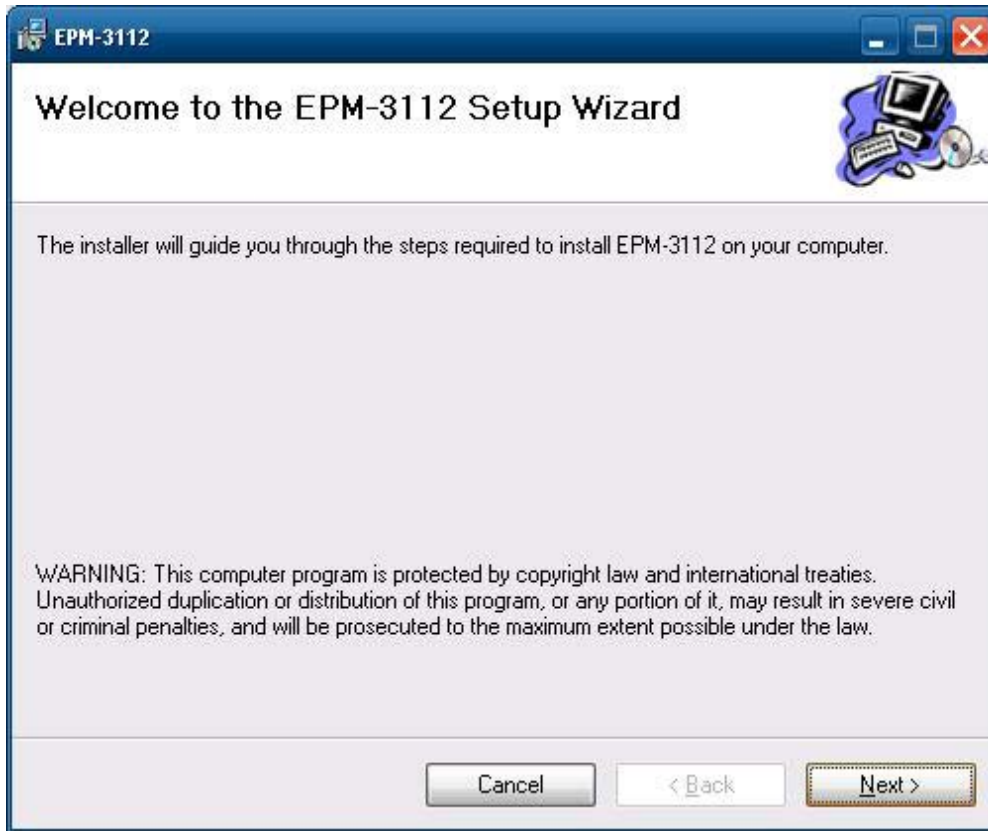 EPM-3112
Welcome to the EPM-3112 Setup Wizard
The installer will guide you through the steps required to install EPM-3112 on your computer.
WARNING: This computer program is protected by copyright law and international treaties.
Unauthorized duplication or distribution of this program, or any portion of it, may result in severe civil
or criminal penalties, and will be prosecuted to the maximum extent possible under the law.
Cancel
< Back
Next >